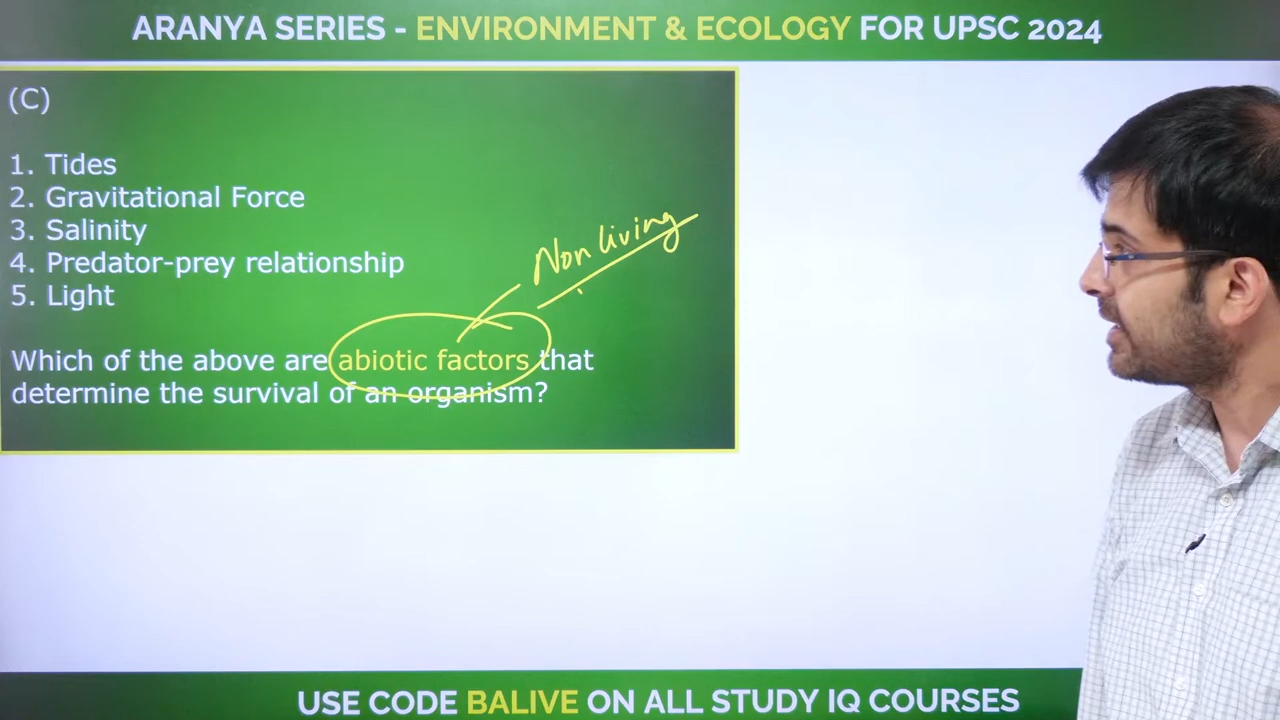 ARANYA SERIES - ENVIRONMENT & ECOLOGY FOR UPSC 2024
(C)
1. Tides
2. Gravitational Force
3. Salinity
4. Predator-prey relationship
5. Light
Non living
Which of the above are abiotic factors that
determine the survival of an organism?
USE CODE BALIVE ON ALL STUDY IQ COURSES